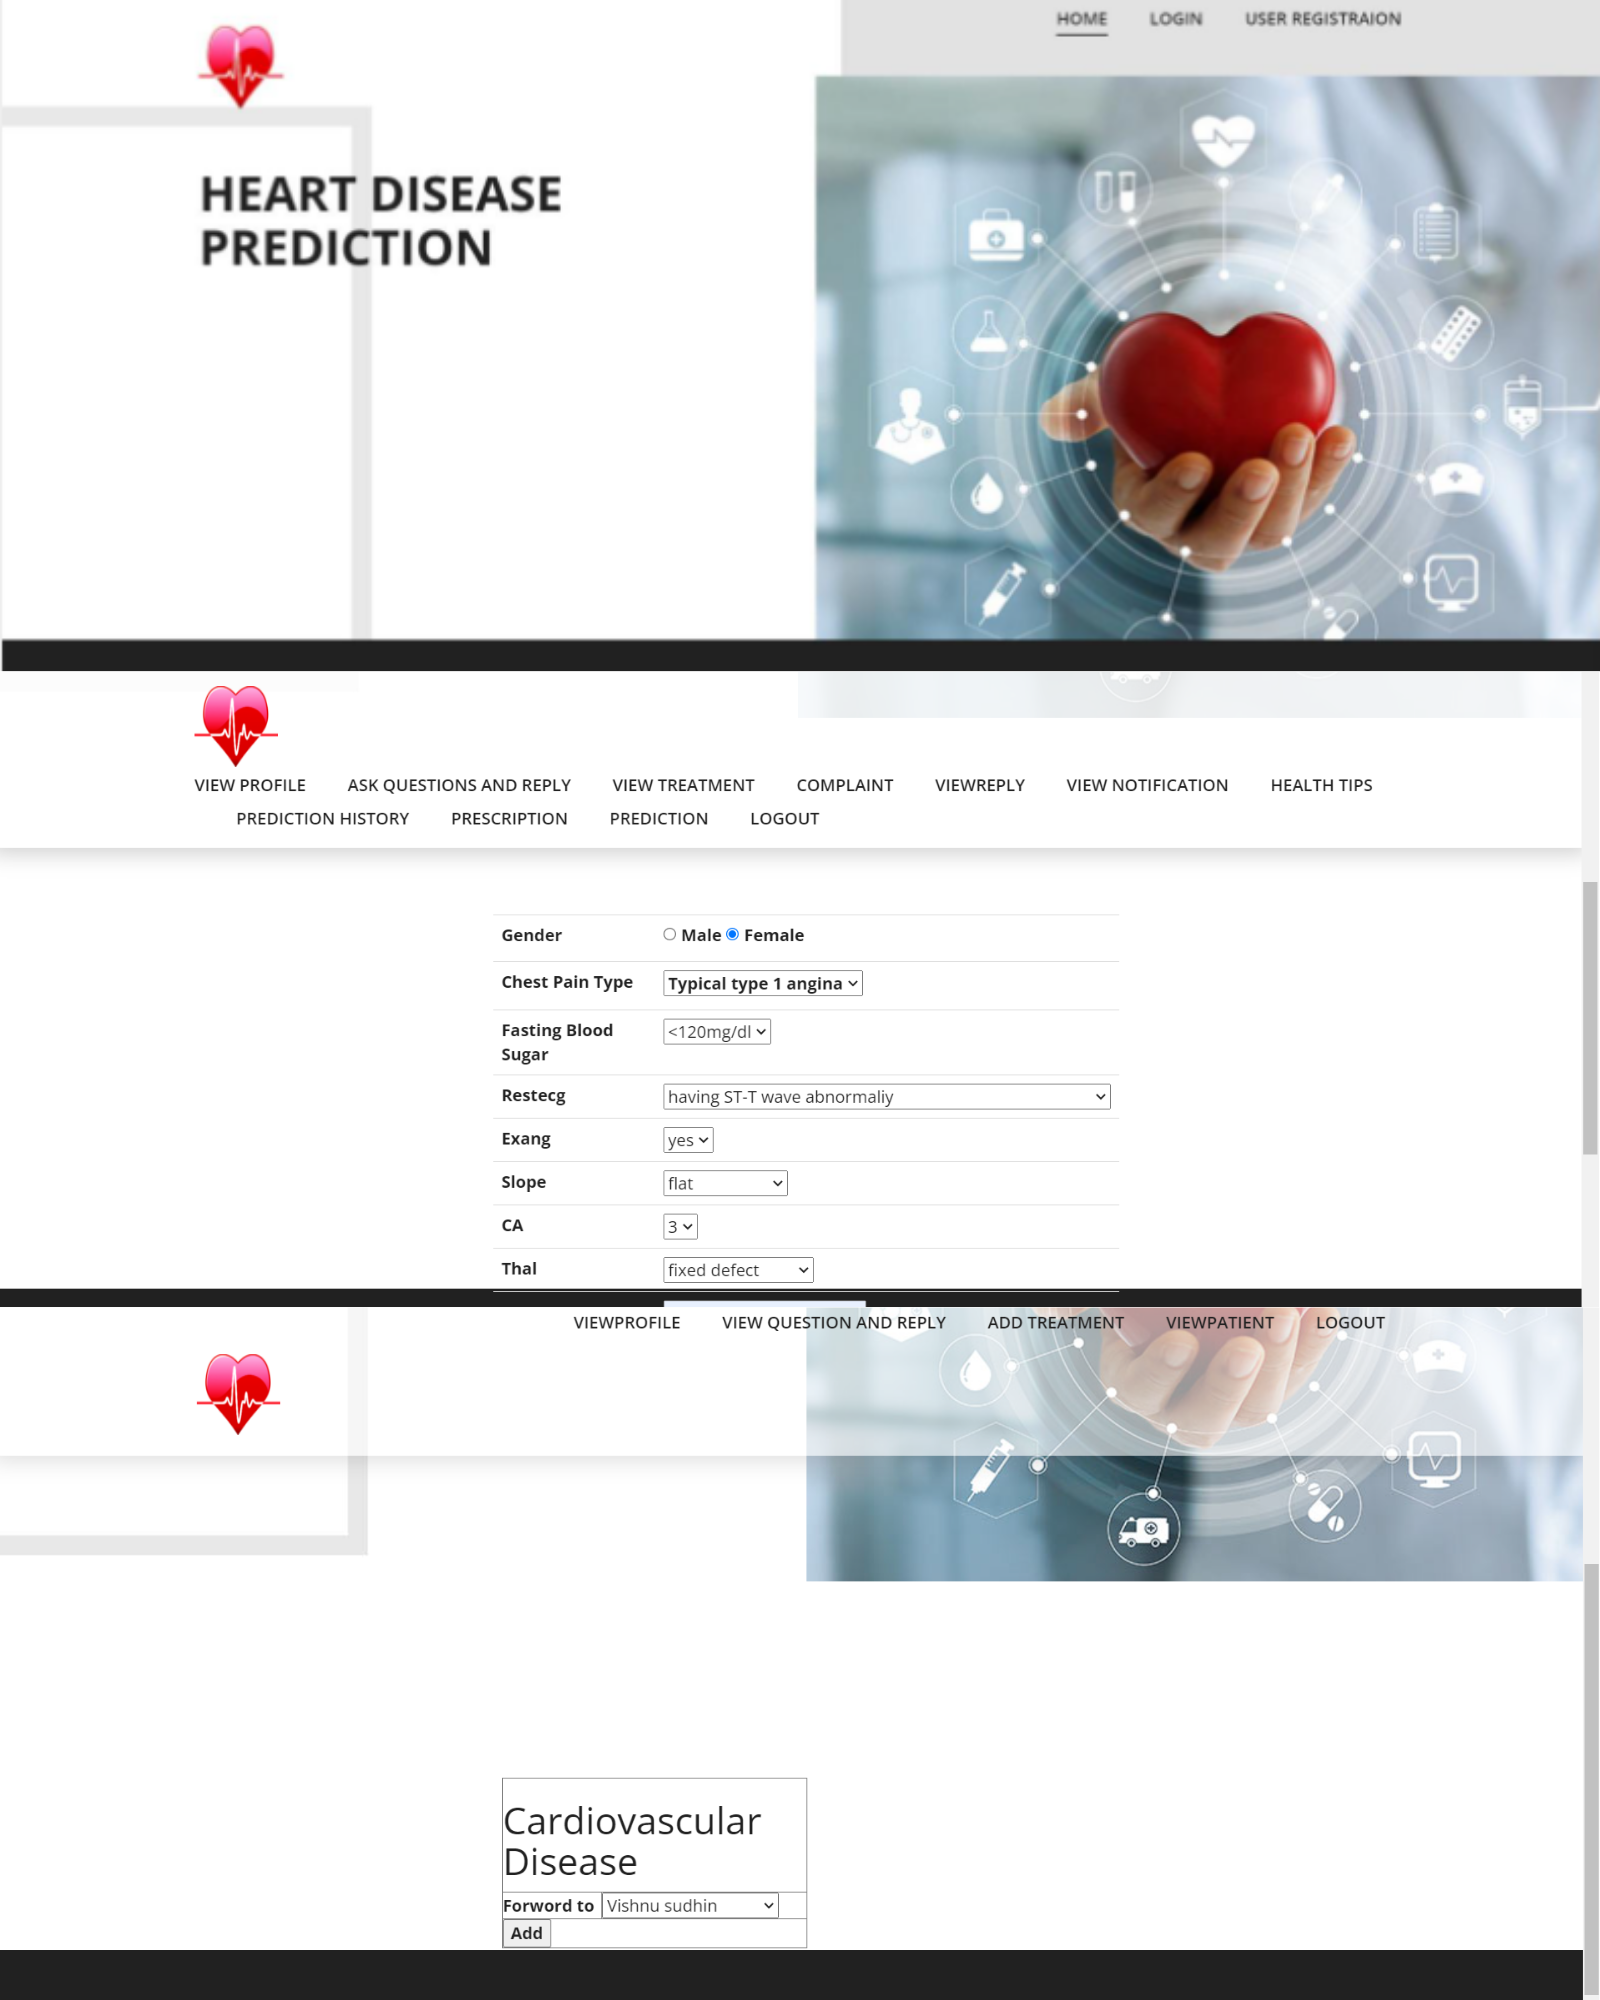 HOME LOGIN USER REGISTRAION
HEART DISEASE
PREDICTION
VIEW PROFILE ASK QUESTIONS AND REPLY VIEW TREATMENT COMPLAINT VIEWREPLY VIEW NOTIFICATION HEALTH TIPS
PREDICTION HISTORY PRESCRIPTION PREDICTION LOGOUT
Gender Male Female
Chest Pain Type Typical type 1 angina
Fasting Blood Sugar <120mg/dl
Restecg having ST-T wave abnormaliy
Exang yes
Slope flat
CA 3
Thal fixed defect
VIEWPROFILE VIEW QUESTION AND REPLY ADD TREATMENT VIEWPATIENT LOGOUT
Cardiovascular
Disease
Forword to Vishnu sudhin
Add